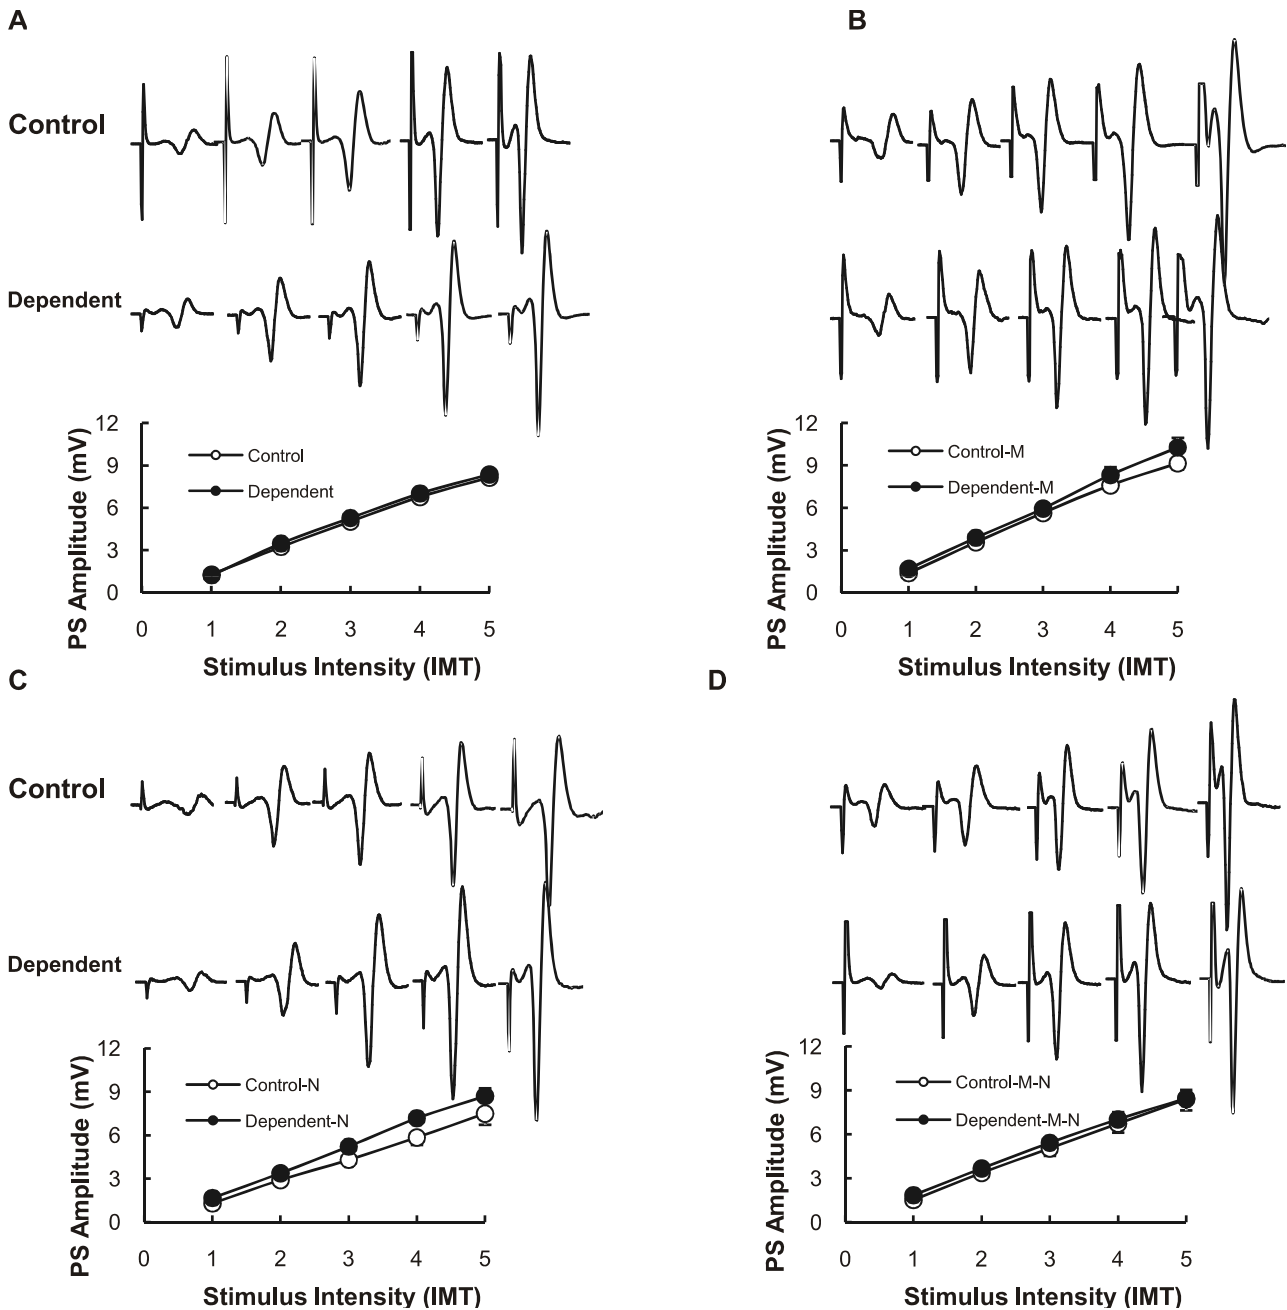 A
B
Control
Dependent
12
9
6
3
0
PS Amplitude (mV)
Control
Dependent
0 1 2 3 4 5
Stimulus Intensity (IMT)
12
9
6
3
0
PS Amplitude (mV)
Control-M
Dependent-M
0 1 2 3 4 5
Stimulus Intensity (IMT)
C
D
Control
Dependent
12
9
6
3
0
PS Amplitude (mV)
Control-N
Dependent-N
0 1 2 3 4 5
Stimulus Intensity (IMT)
12
9
6
3
0
PS Amplitude (mV)
Control-M-N
Dependent-M-N
0 1 2 3 4 5
Stimulus Intensity (IMT)